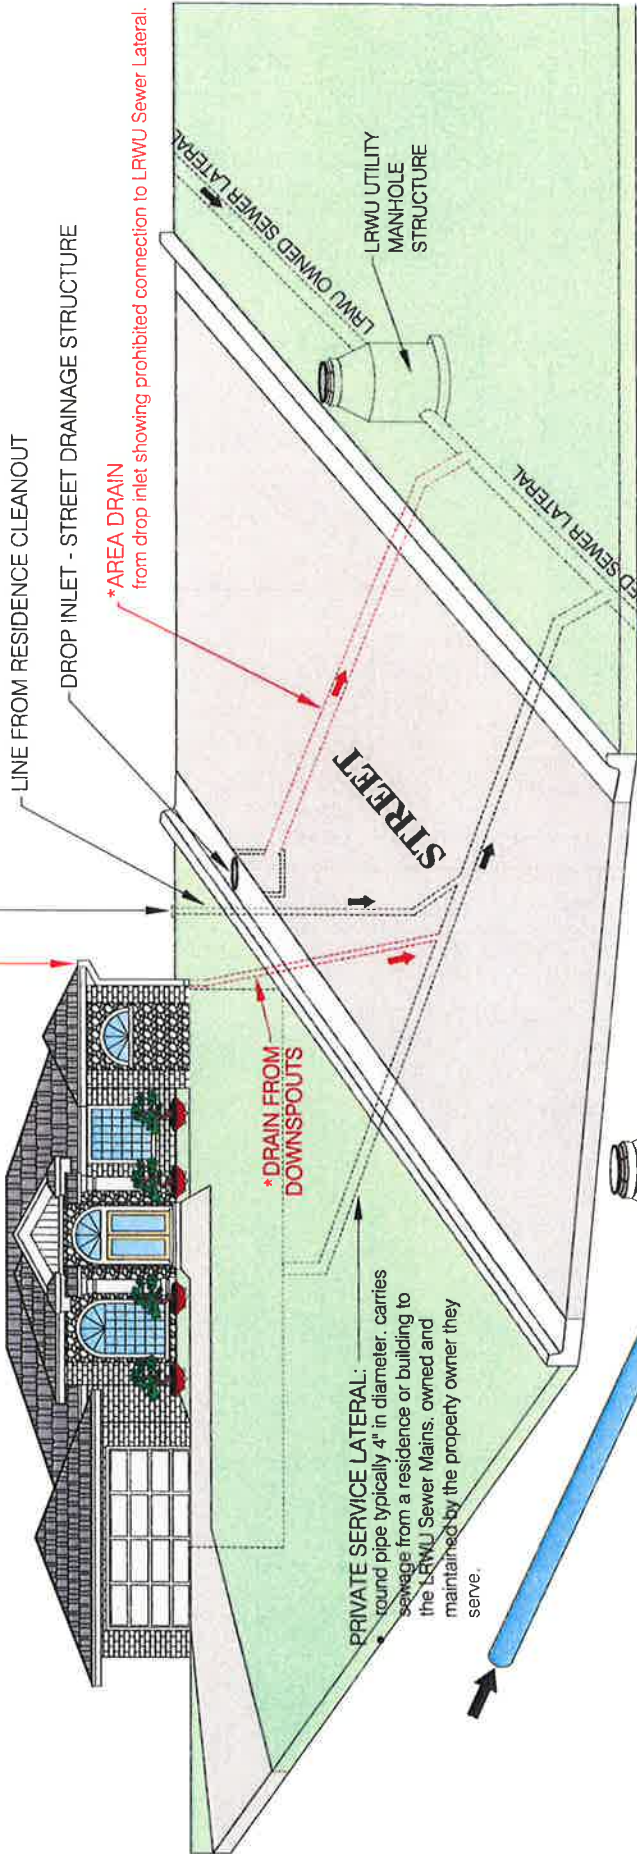 LINE FROM RESIDENCE CLEANOUT
DROP INLET - STREET DRAINAGE STRUCTURE
*AREA DRAIN
from drop inlet showing prohibited connection to LRWU Sewer Lateral.
LRWU OWNED SEWER LATERAL
LRWU UTILITY
MANHOLE
STRUCTURE
STREET
*DRAIN FROM
DOWNSPOUTS
PRIVATE SERVICE LATERAL:
• round pipe typically 4" in diameter, carries
sewage from a residence or building to
the LRWU Sewer Mains, owned and
maintained by the property owner they
serve.
SEWER LATERAL